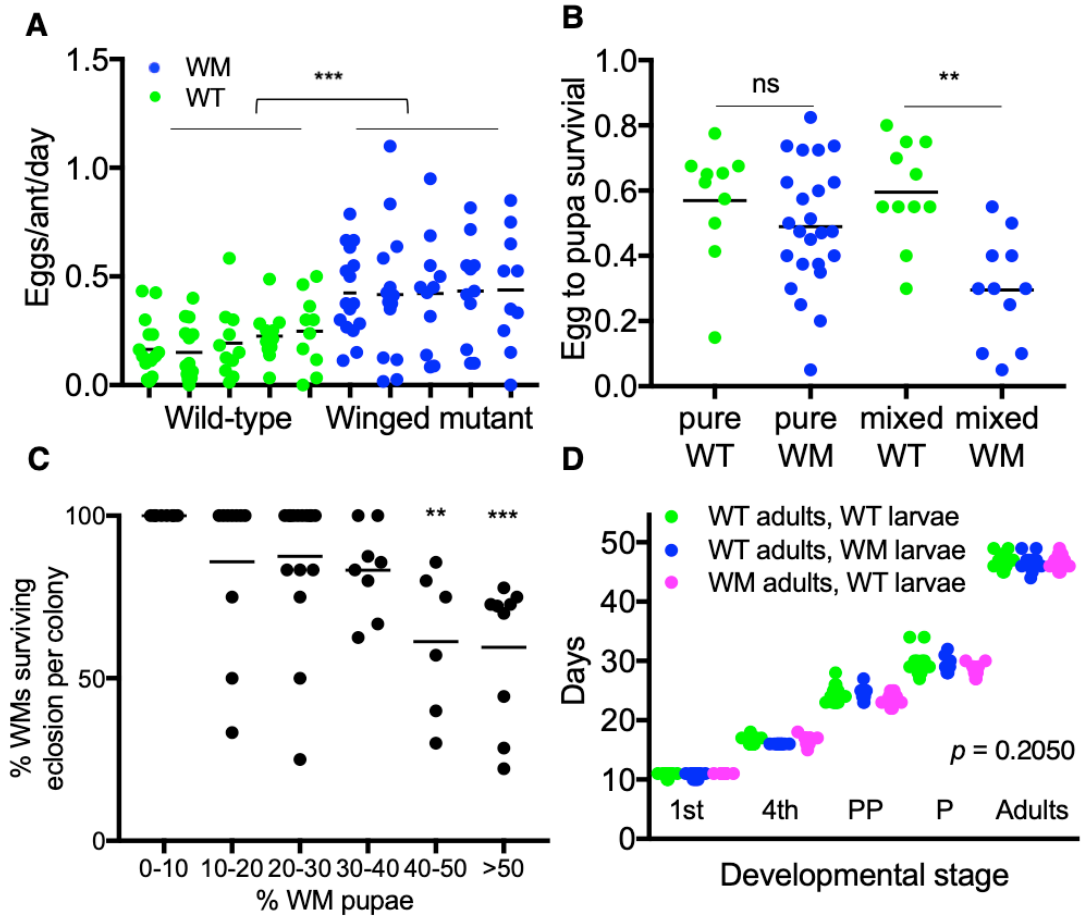 A
Eggs/ant/day
1.5
1.0
0.5
0.0
WM
WT
***
Wild-type
Winged mutant
B
Egg to pupa survivial
1.0
0.8
0.6
0.4
0.2
0.0
ns
**
pure WT
pure WM
mixed WT
mixed WM
C
% WMs surviving
eclosion per colony
100
50
0
**
***
0-10 10-20 20-30 30-40 40-50 >50
% WM pupae
D
Days
50
40
30
20
10
0
WT adults, WT larvae
WT adults, WM larvae
WM adults, WT larvae
p = 0.2050
1st 4th PP P Adults
Developmental stage